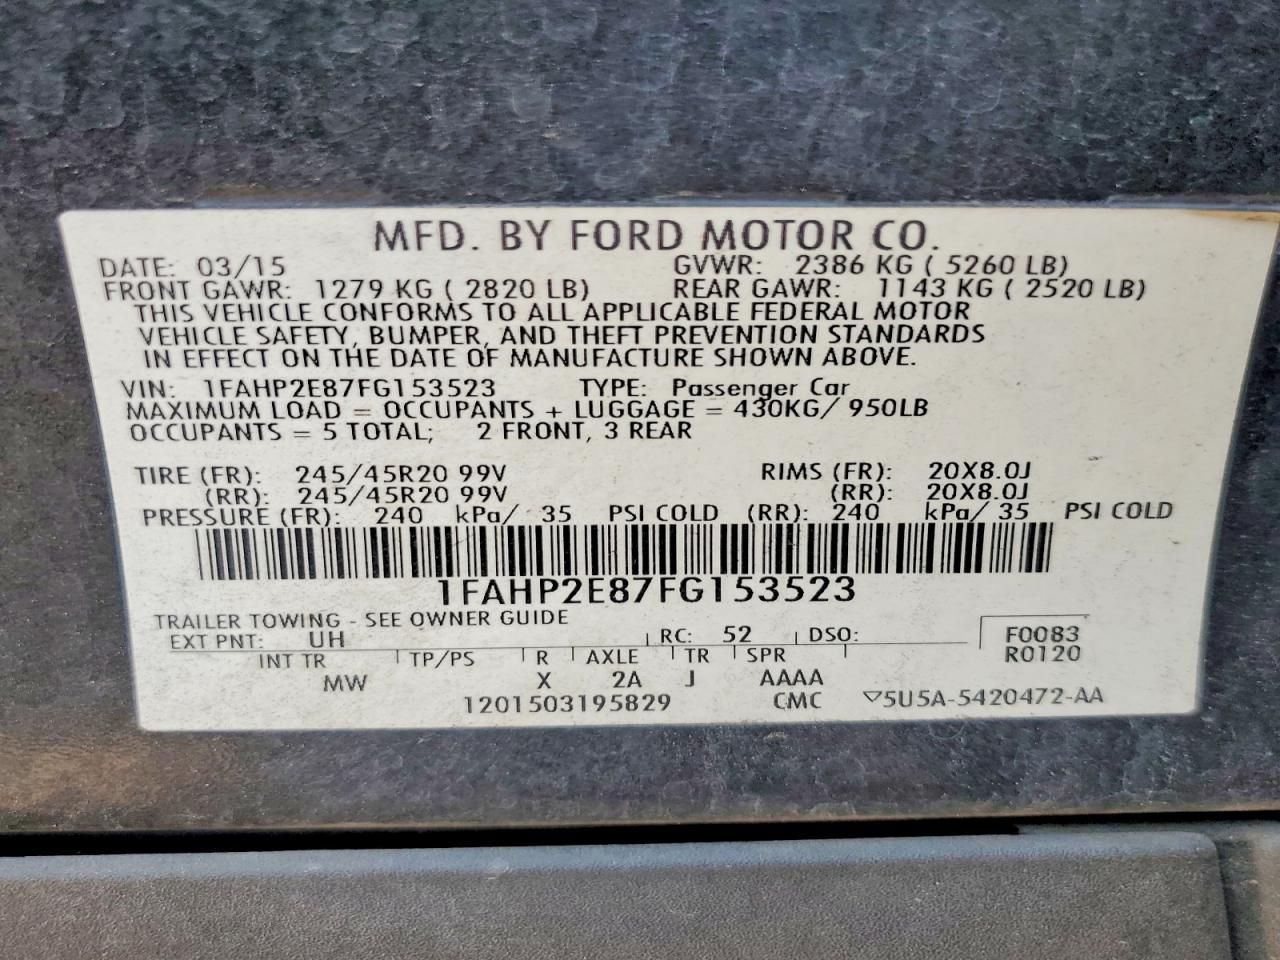 MFD. BY FORD MOTOR CO.
DATE: 03/15 GVWR: 2386 KG ( 5260 LB)
FRONT GAWR: 1279 KG ( 2820 LB) REAR GAWR: 1143 KG ( 2520 LB)
THIS VEHICLE CONFORMS TO ALL APPLICABLE FEDERAL MOTOR
VEHICLE SAFETY, BUMPER, AND THEFT PREVENTION STANDARDS
IN EFFECT ON THE DATE OF MANUFACTURE SHOWN ABOVE.
VIN: 1FAHP2E87FG153523 TYPE: Passenger Car
MAXIMUM LOAD = OCCUPANTS + LUGGAGE = 430KG/ 950LB
OCCUPANTS = 5 TOTAL; 2 FRONT, 3 REAR
TIRE (FR): 245/45R20 99V RIMS (FR): 20X8.0J
(RR): 245/45R20 99V (RR): 20X8.0J
PRESSURE (FR): 240 kPa/ 35 PSI COLD (RR): 240 kPa/ 35 PSI COLD
1FAHP2E87FG153523
TRAILER TOWING - SEE OWNER GUIDE
EXT PNT: UH RC: 52 DSO: F0083
INT TR TP/PS R AXLE TR SPR R0120
MW X 2A J AAAA
1201503195829 CMC ▽5U5A-5420472-AA